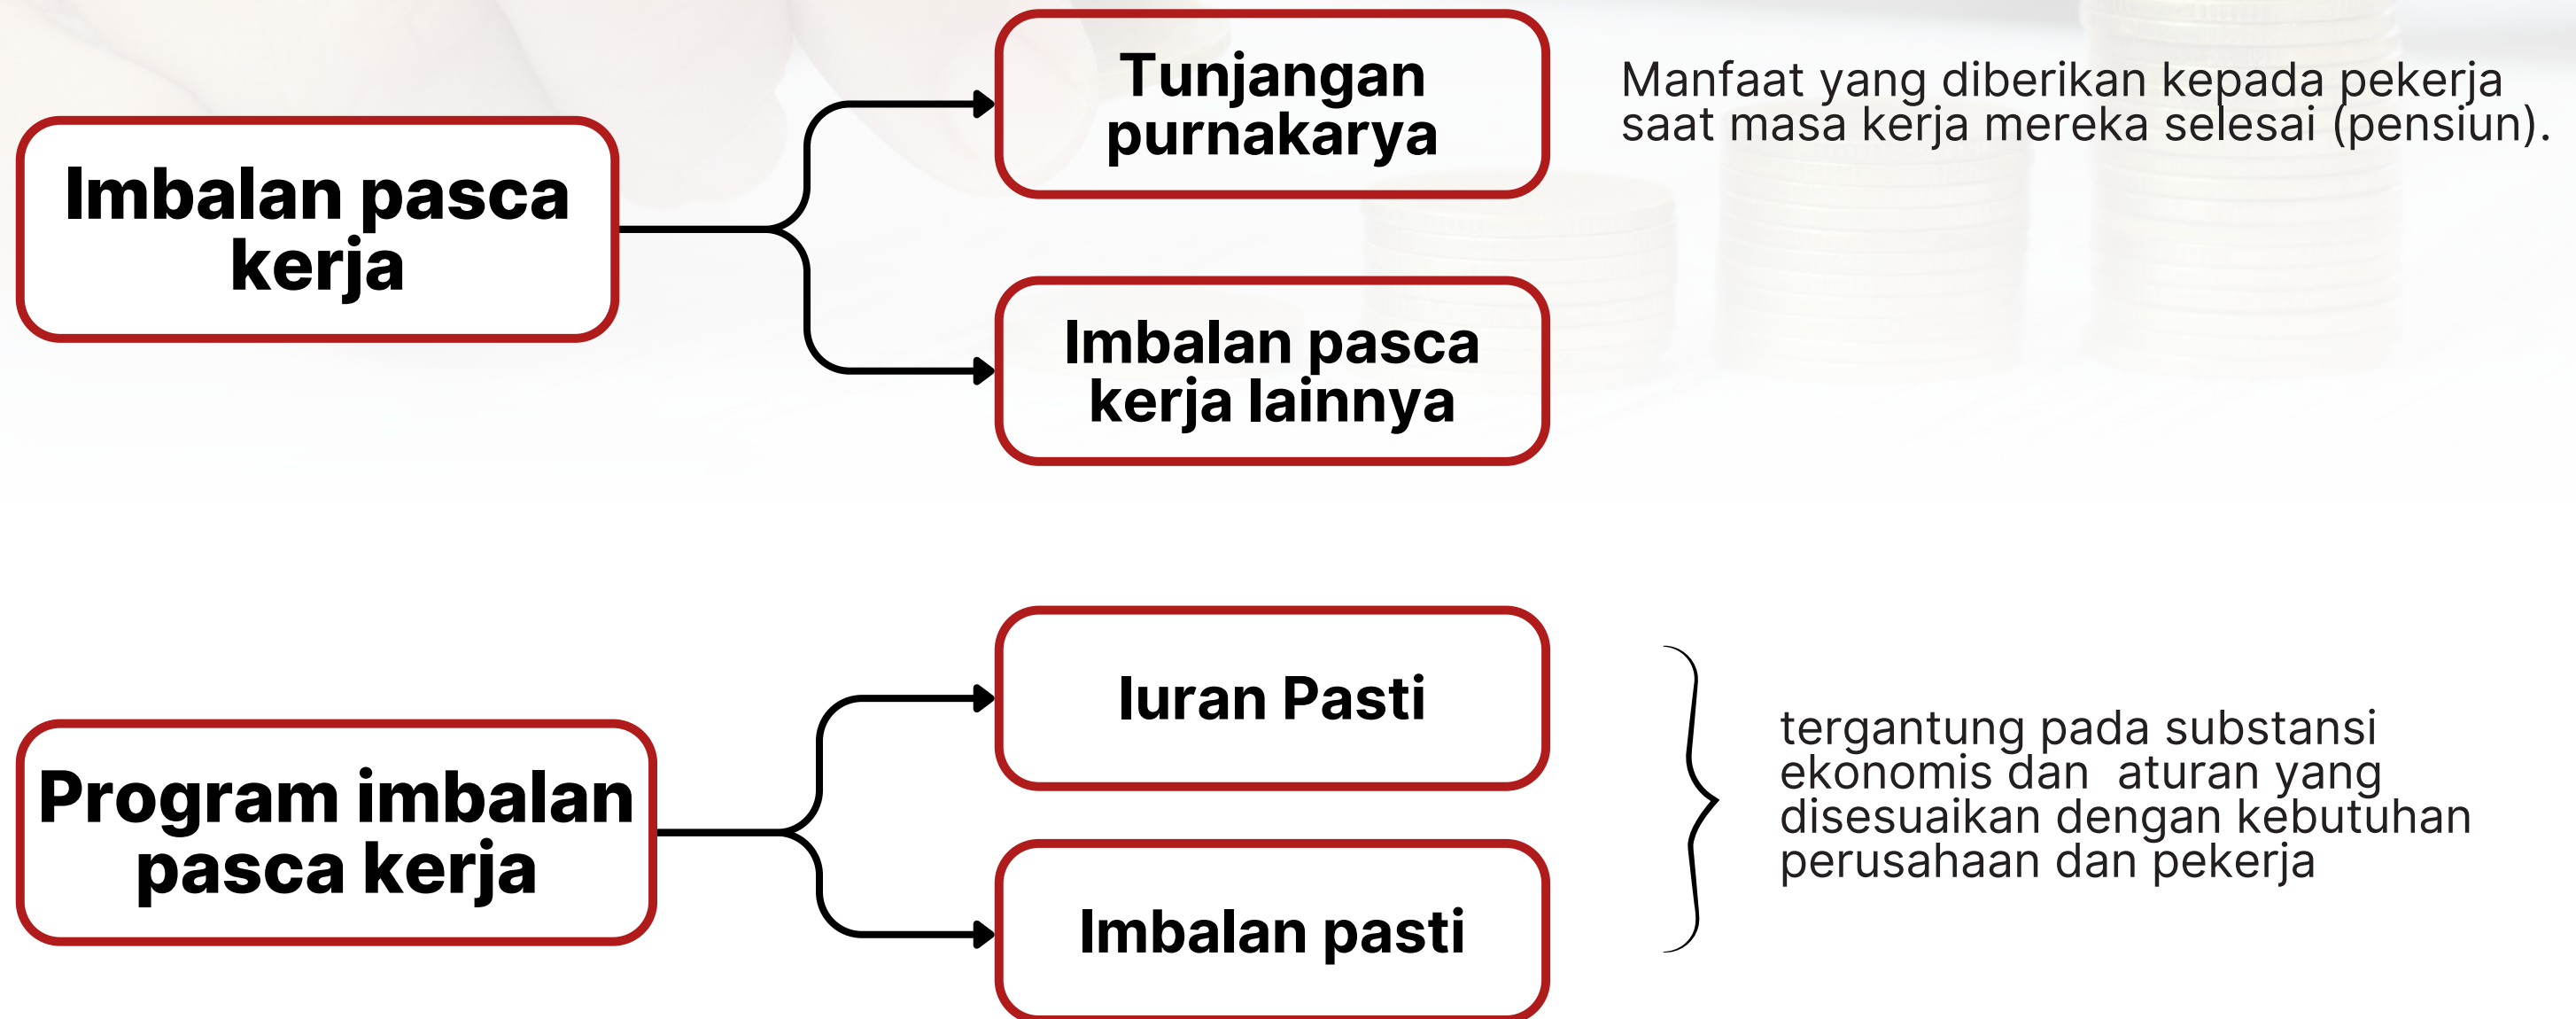 Imbalan pasca
kerja
Tunjangan
purnakarya
Manfaat yang diberikan kepada pekerja
saat masa kerja mereka selesai (pensiun).
Imbalan pasca
kerja lainnya
Program imbalan
pasca kerja
Iuran Pasti
Imbalan pasti
tergantung pada substansi
ekonomis dan  aturan yang
disesuaikan dengan kebutuhan
perusahaan dan pekerja